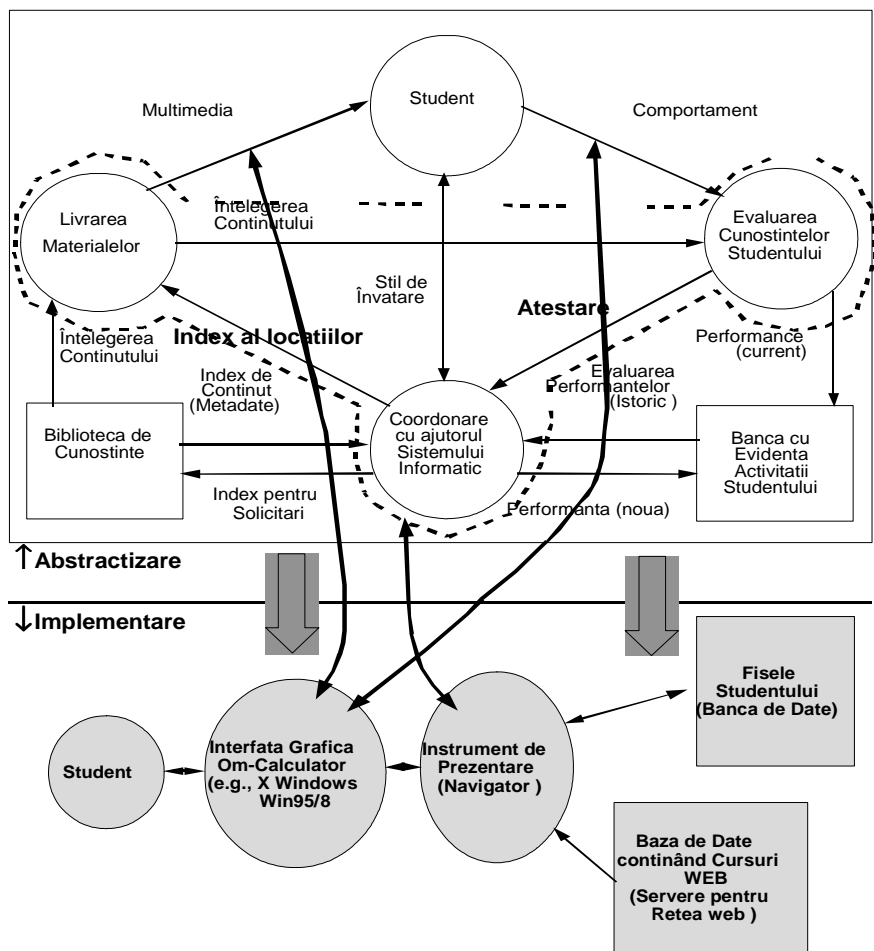 Student
Multimedia
Comportament
Livrarea
Materialelor
Întelegerea
Continutului
Evaluarea
Cunostintelor
Studentului
Stil de
Învatare
Atestare
Index al locatiilor
Întelegerea
Continutului
Performance
(current)
Index de
Continut
(Metadate)
Evaluarea
Performantelor
(Istoric )
Biblioteca de
Cunostinte
Coordonare
cu ajutorul
Sistemului
Informatic
Banca cu
Evidenta
Activitatii
Studentului
Index pentru
Solicitari
Performanta (noua)
↑Abstractizare
↓Implementare
Fisele
Studentului
(Banca de Date)
Student
Interfata Grafica
Om-Calculator
(e.g., X Windows
Win95/8
Instrument de
Prezentare
(Navigator )
Baza de Date
continând Cursuri
WEB
(Servere pentru
Retea web )